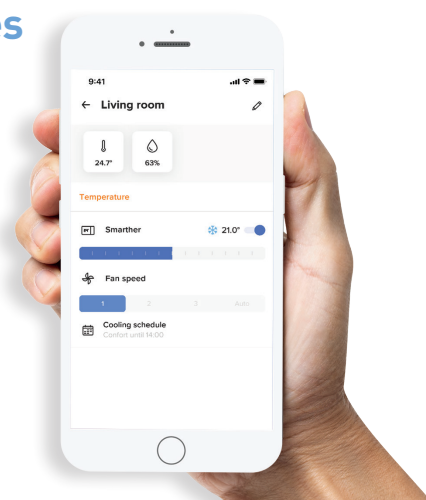 es
9:41
Living room
24.7°
63%
Temperature
Smarther
21.0°
Fan speed
1 2 3 Auto
Cooling schedule
Confort until 14:00